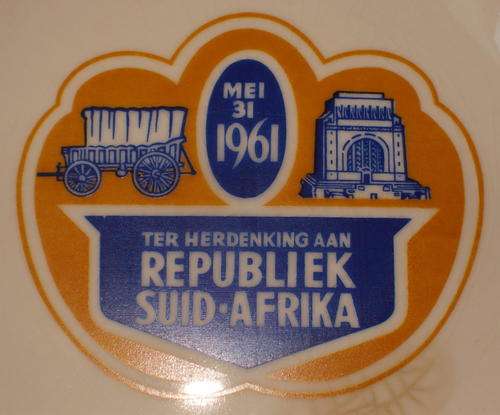 MEI
31
1961
TER HERDENKING AAN
REPUBLIEK
SUID·AFRIKA